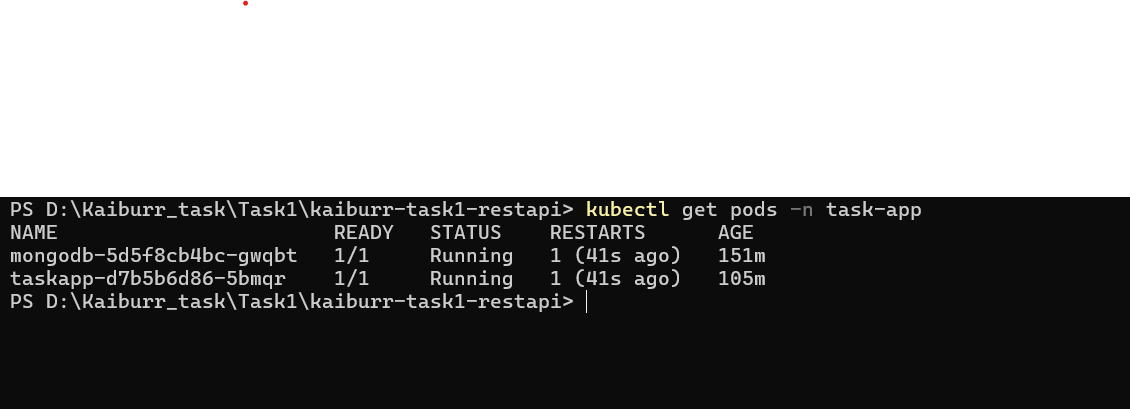 PS D:\Kaiburr_task\Task1\kaiburr-task1-restapi> kubectl get pods -n task-app
NAME                       READY   STATUS    RESTARTS      AGE
mongodb-5d5f8cb4bc-gwqbt   1/1     Running   1 (41s ago)   151m
taskapp-d7b5b6d86-5bmqr    1/1     Running   1 (41s ago)   105m
PS D:\Kaiburr_task\Task1\kaiburr-task1-restapi>